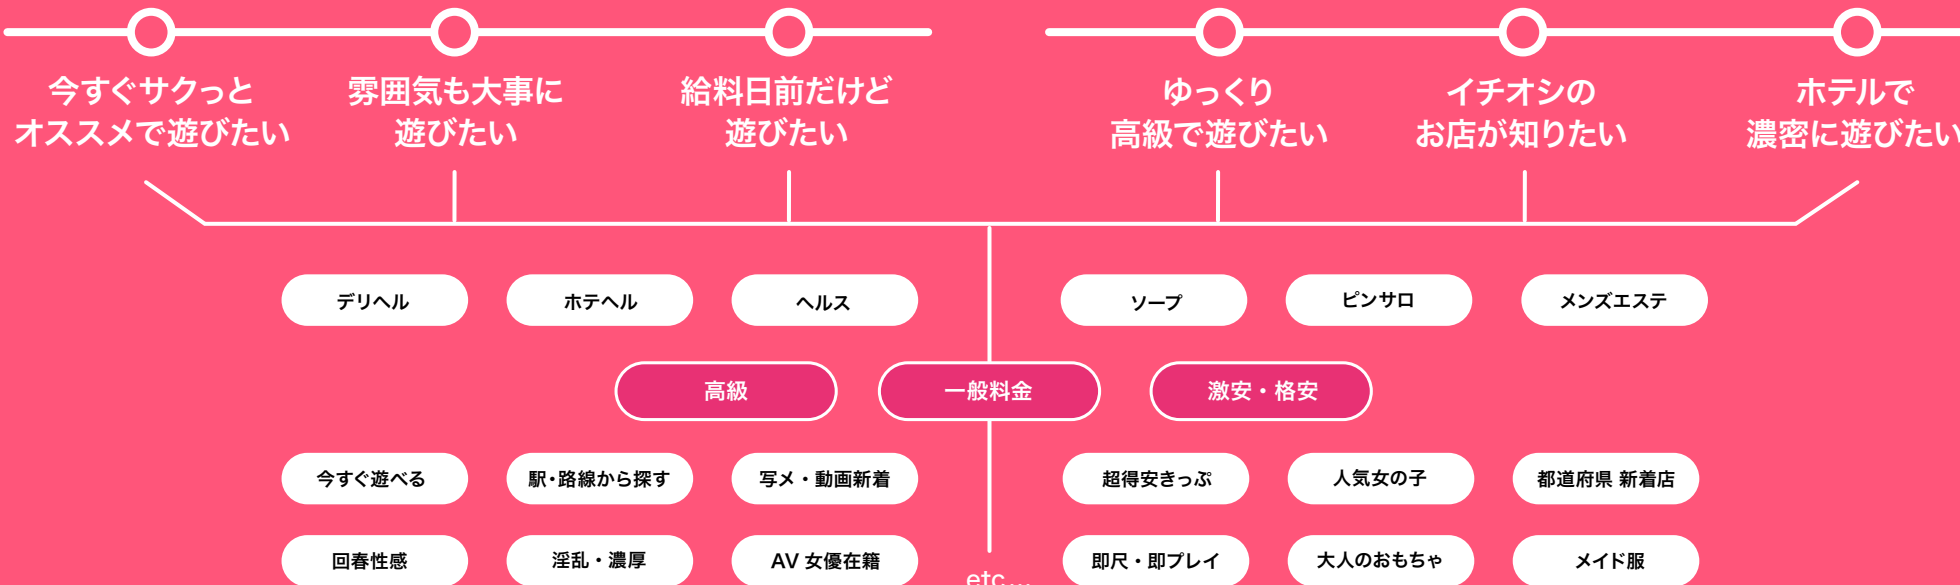 今すぐサクっと
オススメで遊びたい
雰囲気も大事に
遊びたい
給料日前だけど
遊びたい
ゆっくり
高級で遊びたい
イチオシの
お店が知りたい
ホテルで
濃密に遊びたい
デリヘル
ホテヘル
ヘルス
ソープ
ピンサロ
メンズエステ
高級
一般料金
激安・格安
今すぐ遊べる
駅・路線から探す
写メ・動画新着
超得安きっぷ
人気女の子
都道府県 新着店
回春性感
淫乱・濃厚
AV 女優在籍
即尺・即プレイ
大人のおもちゃ
メイド服
etc....